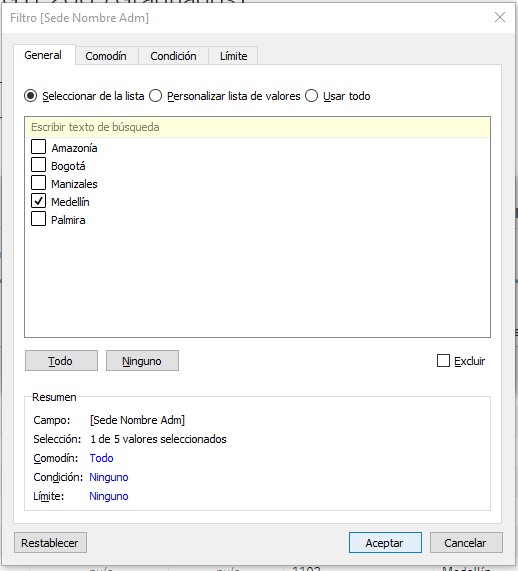 Filtro [Sede Nombre Adm]
General Comodín Condición Límite
Seleccionar de la lista Personalizar lista de valores Usar todo
Escribir texto de búsqueda
Amazonía
Bogotá
Manizales
Medellín
Palmira
Todo Ninguno Excluir
Resumen
Campo: [Sede Nombre Adm]
Selección: 1 de 5 valores seleccionados
Comodín: Todo
Condición: Ninguno
Límite: Ninguno
Restablecer Aceptar Cancelar